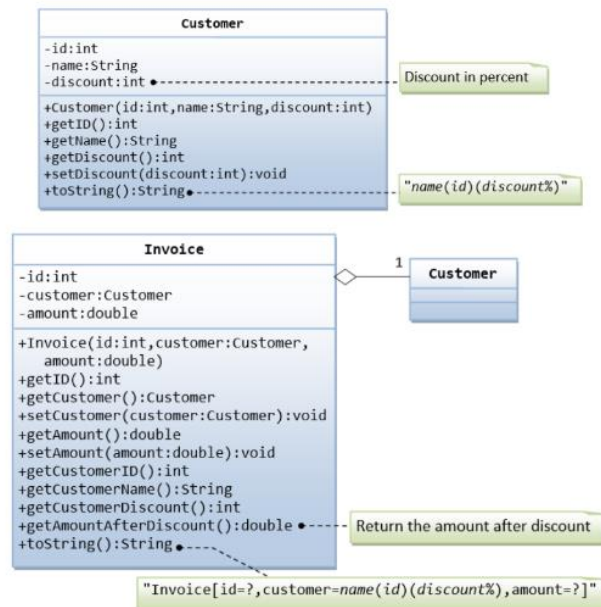 Customer
-id:int
-name:String
-discount:int
Discount in percent
+Customer(id:int,name:String,discount:int)
+getID():int
+getName():String
+getDiscount():int
+setDiscount(discount:int):void
+toString():String
"name(id)(discount%)"
Invoice
-id:int
-customer:Customer
-amount:double
1
Customer
+Invoice(id:int,customer:Customer,
amount:double)
+getID():int
+getCustomer():Customer
+setCustomer(customer:Customer):void
+getAmount():double
+setAmount(amount:double):void
+getCustomerID():int
+getCustomerName():String
+getCustomerDiscount():int
+getAmountAfterDiscount():double
Return the amount after discount
+toString():String
"Invoice[id=?,customer=name(id)(discount%),amount=?]"